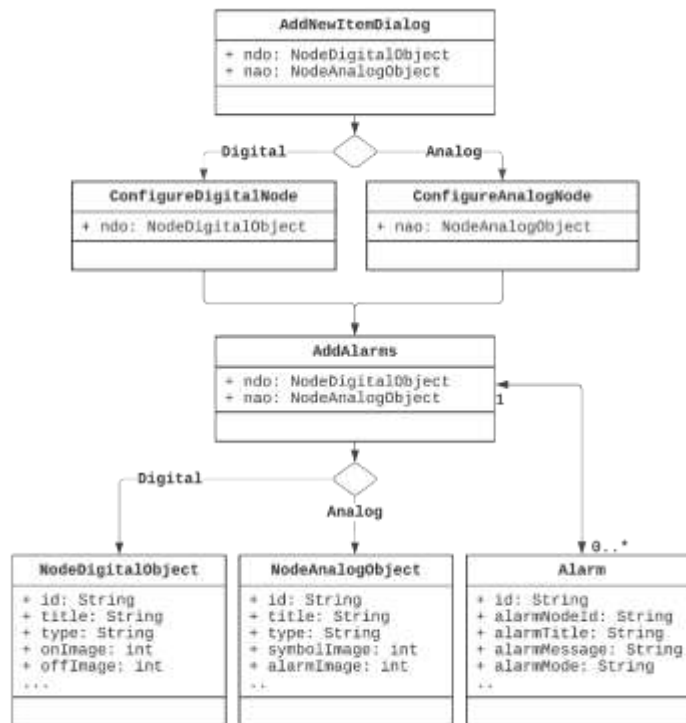 AddNewItemDialog
+ ndo: NodeDigitalObject
+ nao: NodeAnalogObject
Digital
Analog
ConfigureDigitalNode
+ ndo: NodeDigitalObject
ConfigureAnalogNode
+ nao: NodeAnalogObject
AddAlarms
+ ndo: NodeDigitalObject
+ nao: NodeAnalogObject
1
Digital
Analog
0..*
NodeDigitalObject
+ id: String
+ title: String
+ type: String
+ onImage: int
+ offImage: int
...
NodeAnalogObject
+ id: String
+ title: String
+ type: String
+ symbolImage: int
+ alarmImage: int
..
Alarm
+ id: String
+ alarmNodeId: String
+ alarmTitle: String
+ alarmMessage: String
+ alarmMode: String
..